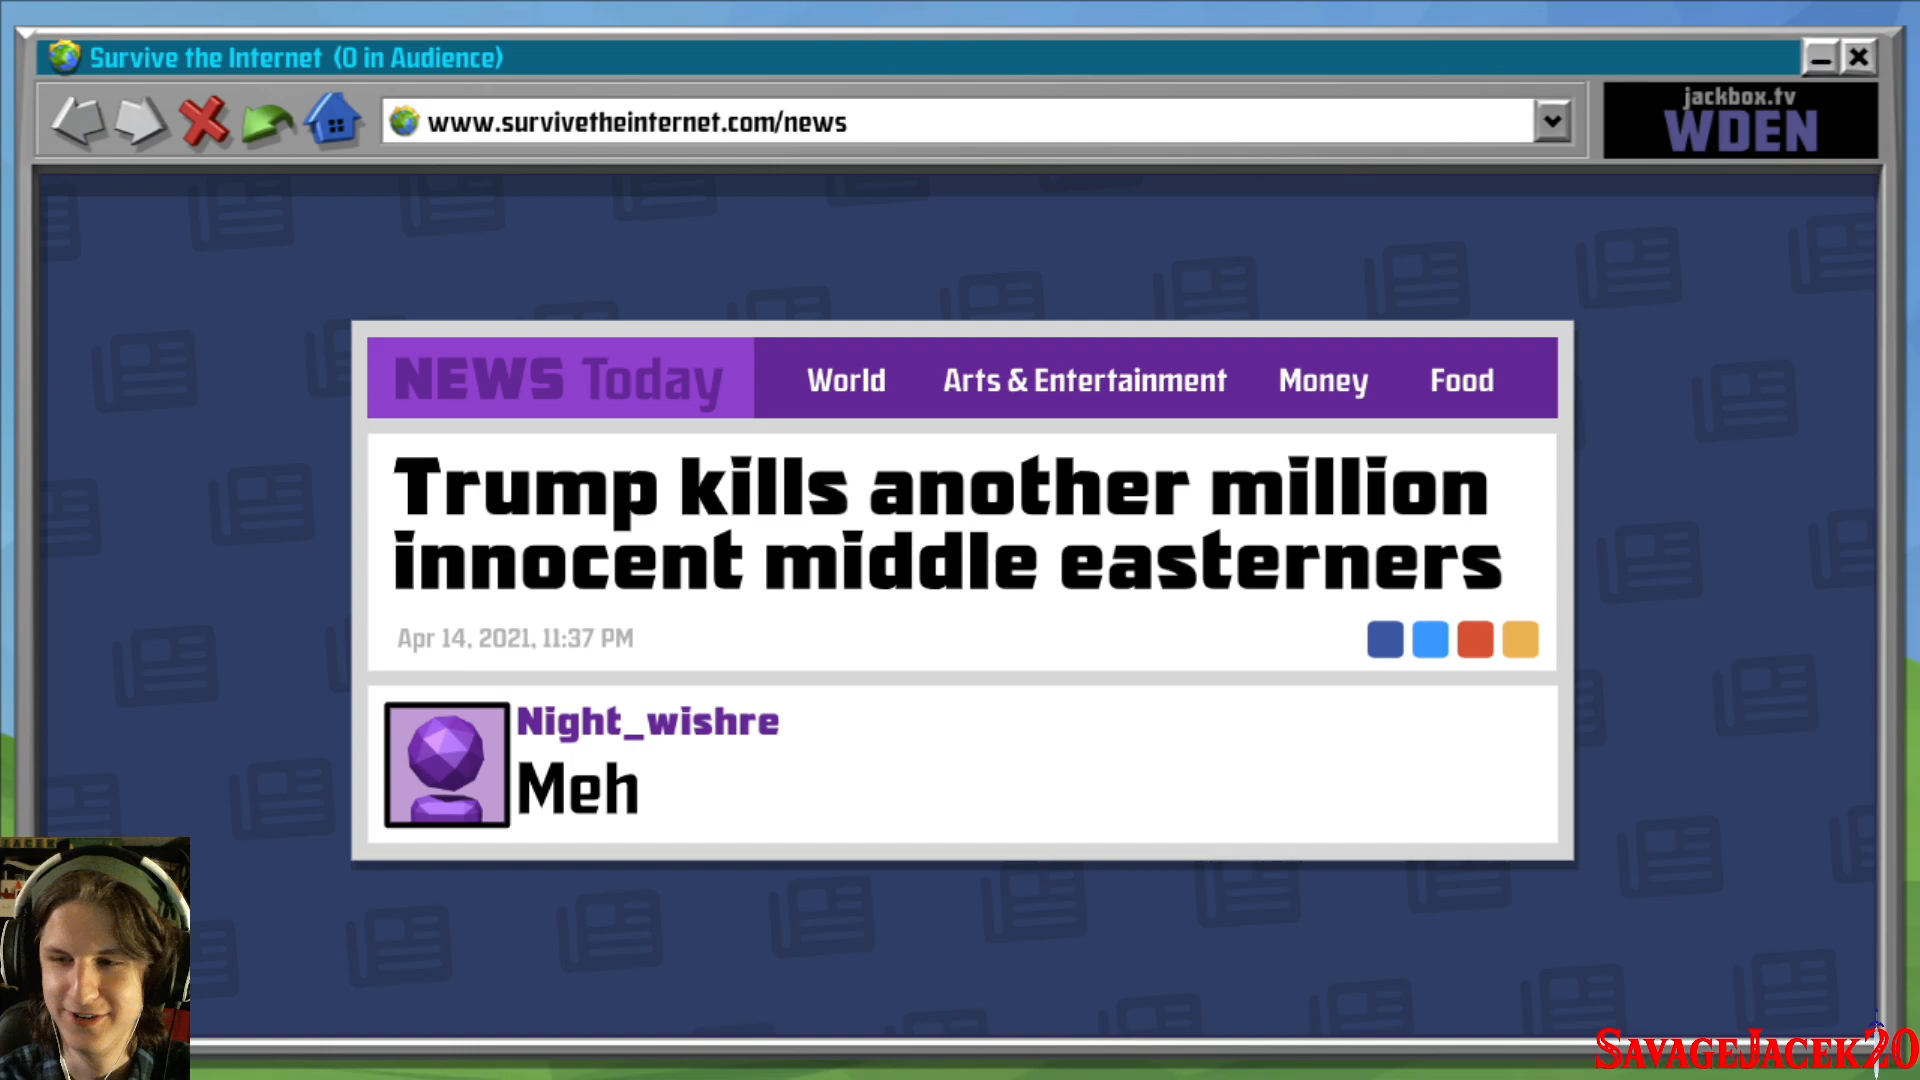 Survive the Internet (0 in Audience)
www.survivetheinternet.com/news
jackbox.tv
WDEN
NEWS Today World Arts & Entertainment Money Food
Trump kills another million
innocent middle easterners
Apr 14, 2021, 11:37 PM
Night_wishre
Meh
SavageJacek20